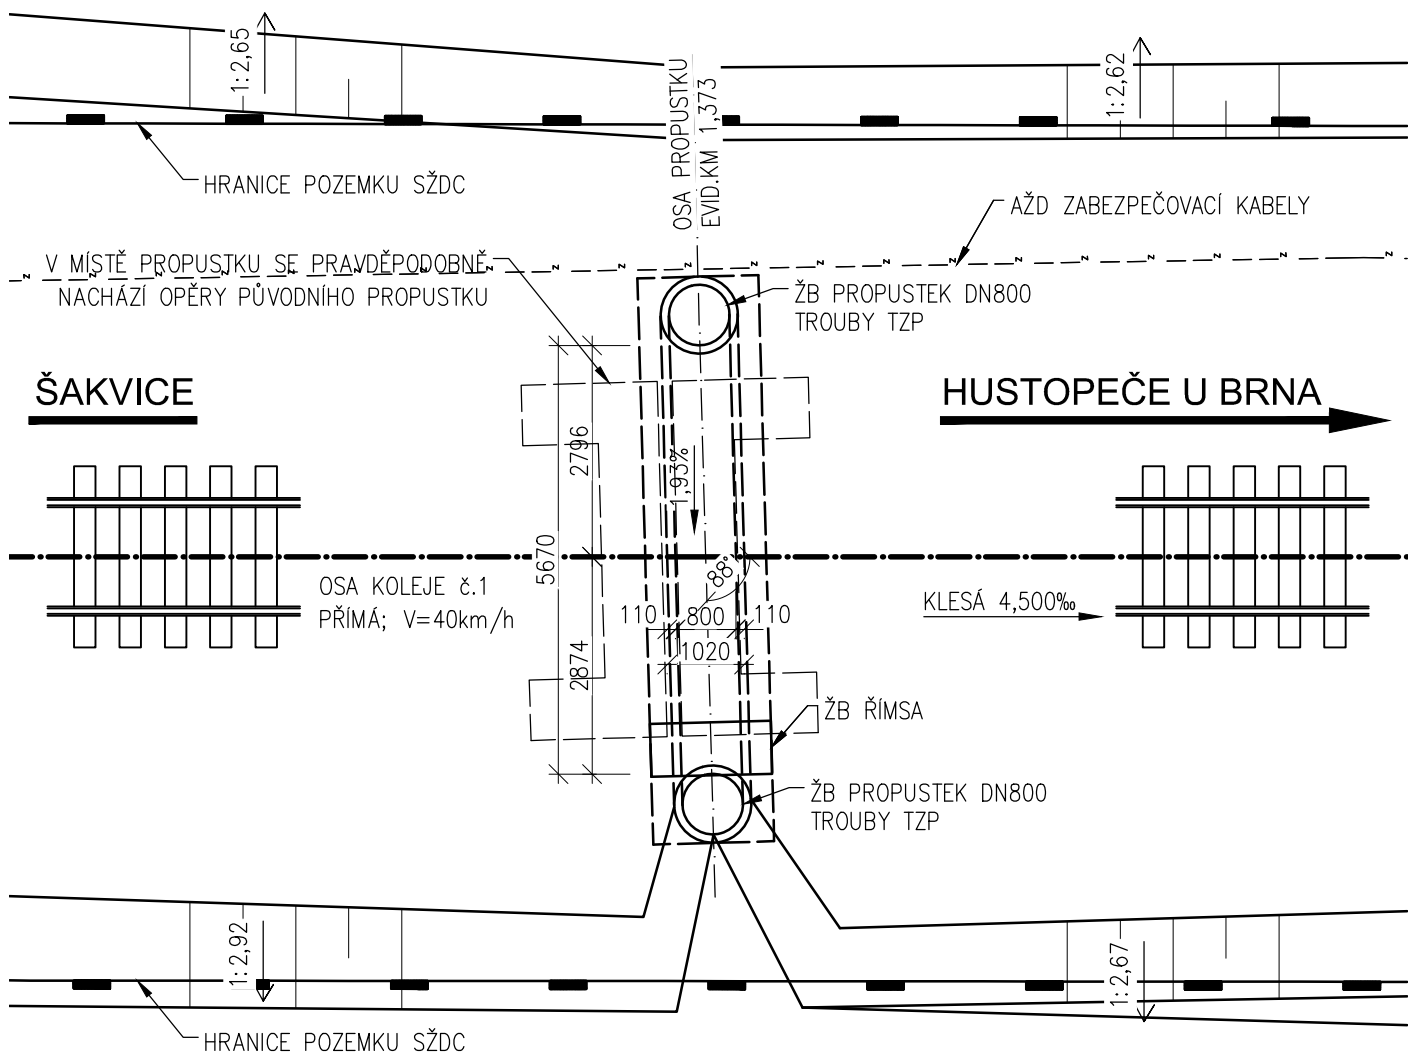 1:2,65
OSA PROPUSTKU
EVID.KM 1,373
1:2,62
HRANICE POZEMKU SŽDC
AŽD ZABEZPEČOVACÍ KABELY
V MÍSTĚ PROPUSTKU SE PRAVDĚPODOBNĚ
NACHÁZÍ OPĚRY PŮVODNÍHO PROPUSTKU
ŽB PROPUSTEK DN800
TROUBY TZP
ŠAKVICE
HUSTOPEČE U BRNA
2796
1,93%
5670
88°
OSA KOLEJE č.1
PŘÍMÁ; V=40km/h
KLESÁ 4,500‰
110 800 110
1020
2874
ŽB ŘÍMSA
ŽB PROPUSTEK DN800
TROUBY TZP
1:2,92
1:2,67
HRANICE POZEMKU SŽDC